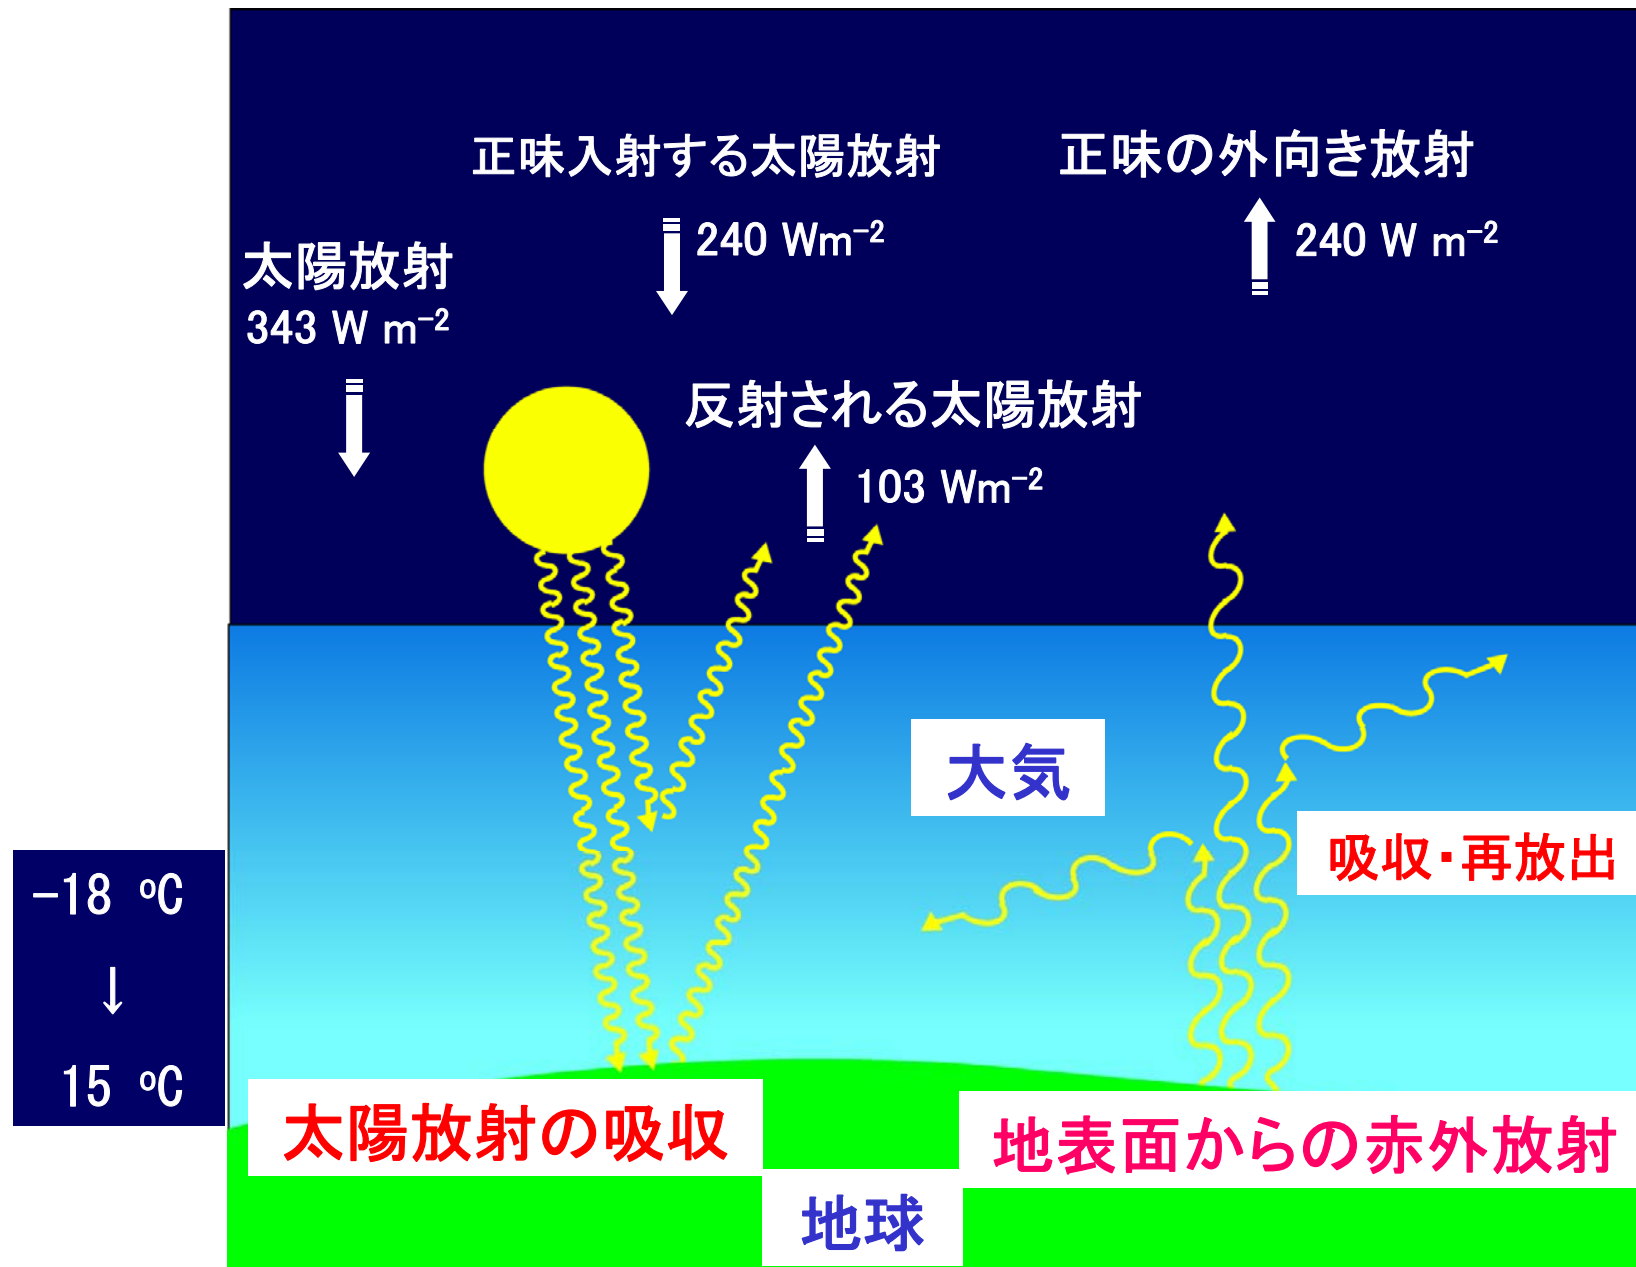 正味入射する太陽放射
240 Wm⁻²
正味の外向き放射
240 W m⁻²
太陽放射
343 W m⁻²
反射される太陽放射
103 Wm⁻²
大気
吸収・再放出
-18 ºC
↓
15 ºC
太陽放射の吸収
地表面からの赤外放射
地球